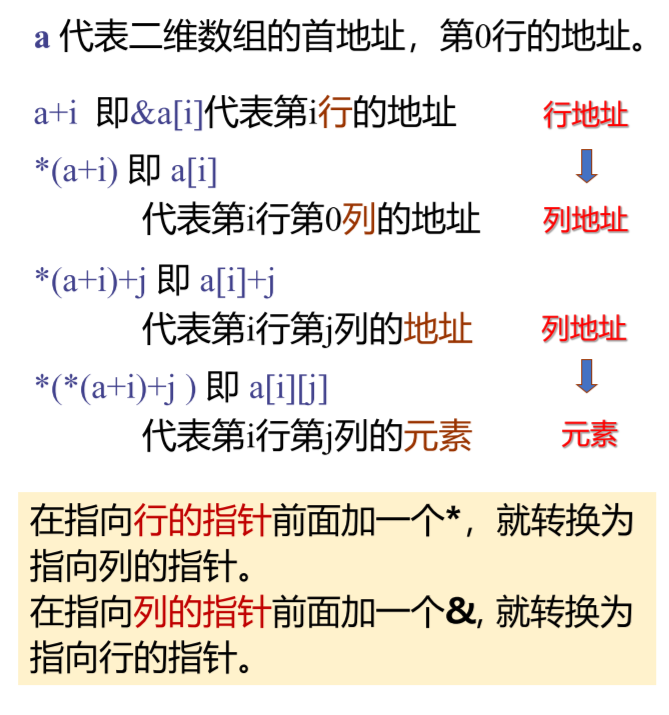 a 代表二维数组的首地址，第0行的地址。
a+i 即&a[i]代表第i行的地址 行地址
*(a+i) 即 a[i]
代表第i行第0列的地址 列地址
*(a+i)+j 即 a[i]+j
代表第i行第j列的地址 列地址
*(*(a+i)+j ) 即 a[i][j]
代表第i行第j列的元素 元素
在指向行的指针前面加一个*，就转换为
指向列的指针。
在指向列的指针前面加一个&, 就转换为
指向行的指针。